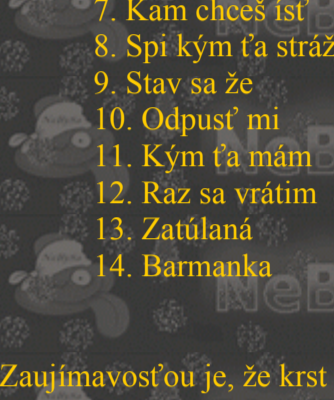 7. Kam chceš ísť
8. Spi kým ťa stráž
9. Stav sa že
10. Odpusť mi
11. Kým ťa mám
12. Raz sa vrátim
13. Zatúlaná
14. Barmanka
NeB
Zaujímavosťou je, že krst